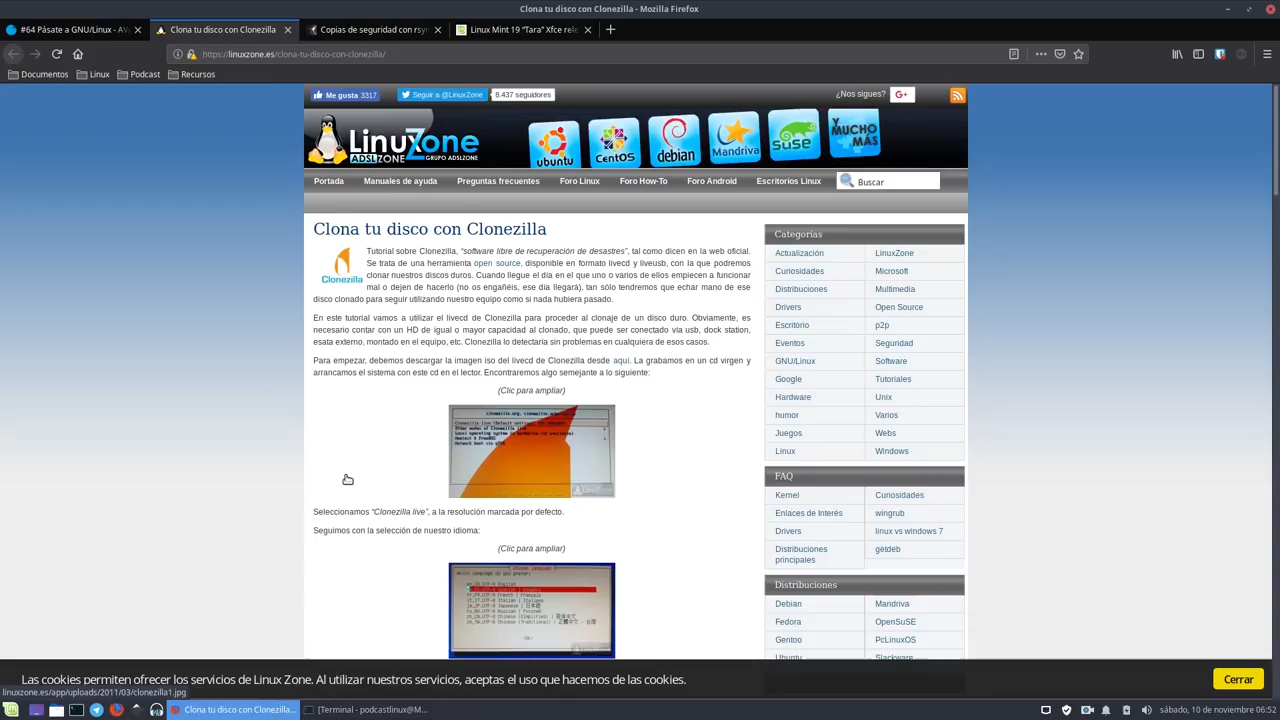 Clona tu disco con Clonezilla - Mozilla Firefox
#64 Pásate a GNU/Linux - AV
Clona tu disco con Clonezilla
Copias de seguridad con rsyn
Linux Mint 19 "Tara" Xfce rele
https://linuxzone.es/clona-tu-disco-con-clonezilla/
Documentos
Linux
Podcast
Recursos
Me gusta 3317
Seguir a @LinuxZone
8.437 seguidores
¿Nos sigues?
G+
LinuxZone
ADSLZONE GRUPO ADSLZONE
ubuntu
CentOS
debian
Mandriva
SUSE
Y MUCHO MÁS
Portada
Manuales de ayuda
Preguntas frecuentes
Foro Linux
Foro How-To
Foro Android
Escritorios Linux
Buscar
Clona tu disco con Clonezilla
Clonezilla
Tutorial sobre Clonezilla, "software libre de recuperación de desastres", tal como dicen en la web oficial.
Se trata de una herramienta open source, disponible en formato livecd y liveusb, con la que podremos
clonar nuestros discos duros. Cuando llegue el día en el que uno o varios de ellos empiecen a funcionar
mal o dejen de hacerlo (no os engañéis, ese día llegará), tan sólo tendremos que echar mano de ese
disco clonado para seguir utilizando nuestro equipo como si nada hubiera pasado.
En este tutorial vamos a utilizar el livecd de Clonezilla para proceder al clonaje de un disco duro. Obviamente, es
necesario contar con un HD de igual o mayor capacidad al clonado, que puede ser conectado via usb, dock station,
esata externo, montado en el equipo, etc. Clonezilla lo detectaría sin problemas en cualquiera de esos casos.
Para empezar, debemos descargar la imagen iso del livecd de Clonezilla desde aquí. La grabamos en un cd virgen y
arrancamos el sistema con este cd en el lector. Encontraremos algo semejante a lo siguiente:
(Clic para ampliar)
Seleccionamos "Clonezilla live", a la resolución marcada por defecto.
Seguimos con la selección de nuestro idioma:
(Clic para ampliar)
Categorías
Actualización
LinuxZone
Curiosidades
Microsoft
Distribuciones
Multimedia
Drivers
Open Source
Escritorio
p2p
Eventos
Seguridad
GNU/Linux
Software
Google
Tutoriales
Hardware
Unix
humor
Varios
Juegos
Webs
Linux
Windows
FAQ
Kernel
Curiosidades
Enlaces de Interés
wingrub
Drivers
linux vs windows 7
Distribuciones principales
getdeb
Distribuciones
Debian
Mandriva
Fedora
OpenSuSE
Gentoo
PcLinuxOS
Ubuntu
Slackware
Las cookies permiten ofrecer los servicios de Linux Zone. Al utilizar nuestros servicios, aceptas el uso que hacemos de las cookies.
Cerrar
linuxzone.es/app/uploads/2011/03/clonezilla1.jpg
Clona tu disco con Clonezilla...
[Terminal - podcastlinux@M...
sábado, 10 de noviembre 06:52